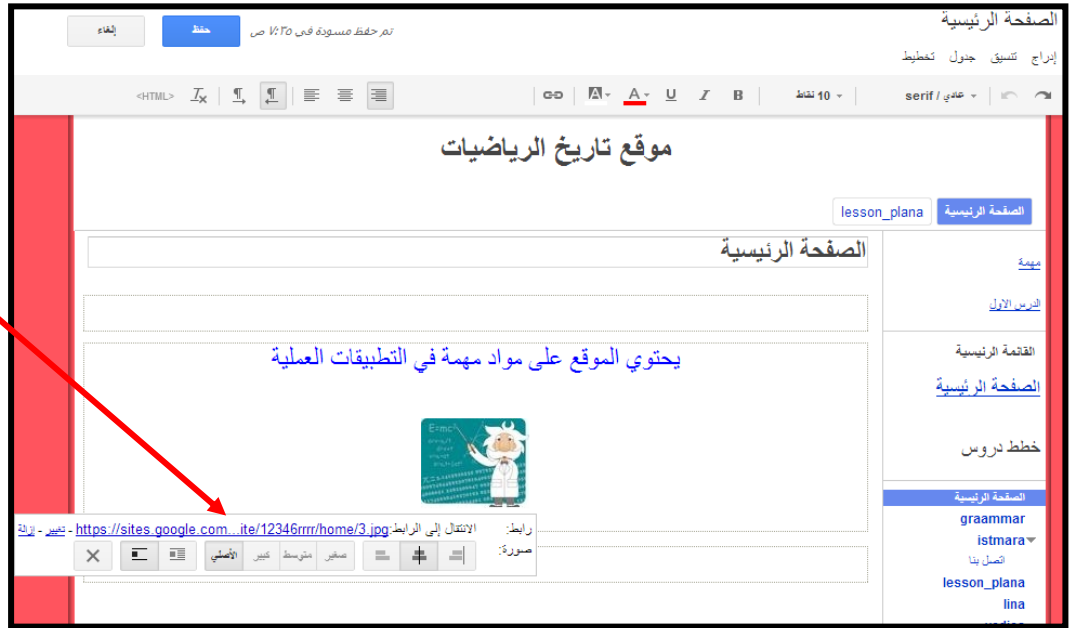 الصفحة الرئيسية
تم حفظ مسودة في ٧:٢٥ ص
حفظ
إلغاء
إدراج تنسيق جدول تخطيط
عادي / serif
10 نقاط
B I U A A
<HTML>
موقع تاريخ الرياضيات
الصفحة الرئيسية
lesson_plana
مهمة
الدرس الاول
القائمة الرئيسية
الصفحة الرئيسية
خطط دروس
الصفحة الرئيسية
graammar
istmara
اتصل بنا
lesson_plana
lina
الصفحة الرئيسية
يحتوي الموقع على مواد مهمة في التطبيقات العملية
E=mc²
رابط: الانتقال إلى الرابط:https://sites.google.com...ite/12346rrrr/home/3.jpg - تغيير - إزالة
صورة: صغير متوسط كبير الأصلي